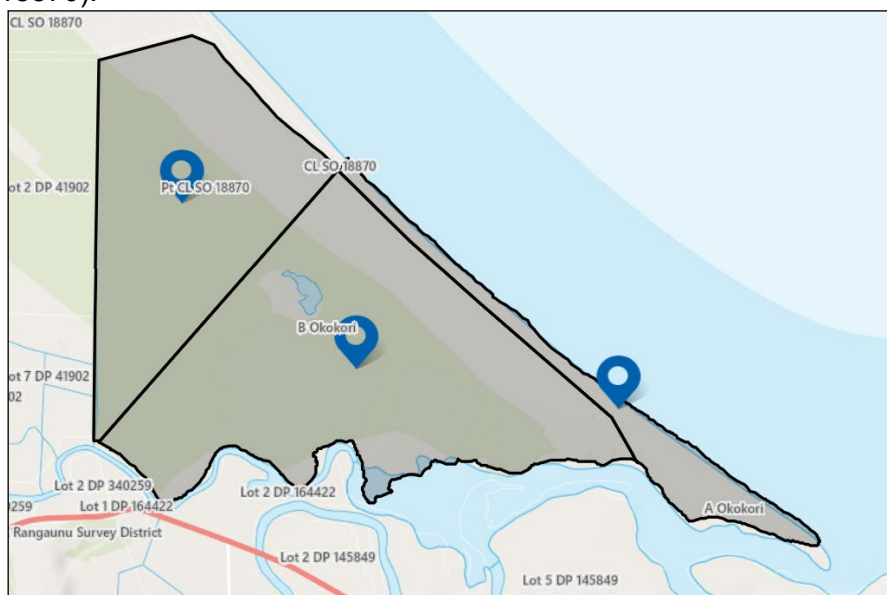 CL SO 18870
CL SO 18870
Lot 2 DP 41902
Pt CL SO 18870
B Okokori
Lot 7 DP 41902
02
Lot 2 DP 340259
0259
Lot 1 DP 164422
Lot 2 DP 164422
A Okokori
Rangaunu Survey District
Lot 2 DP 145849
Lot 5 DP 145849